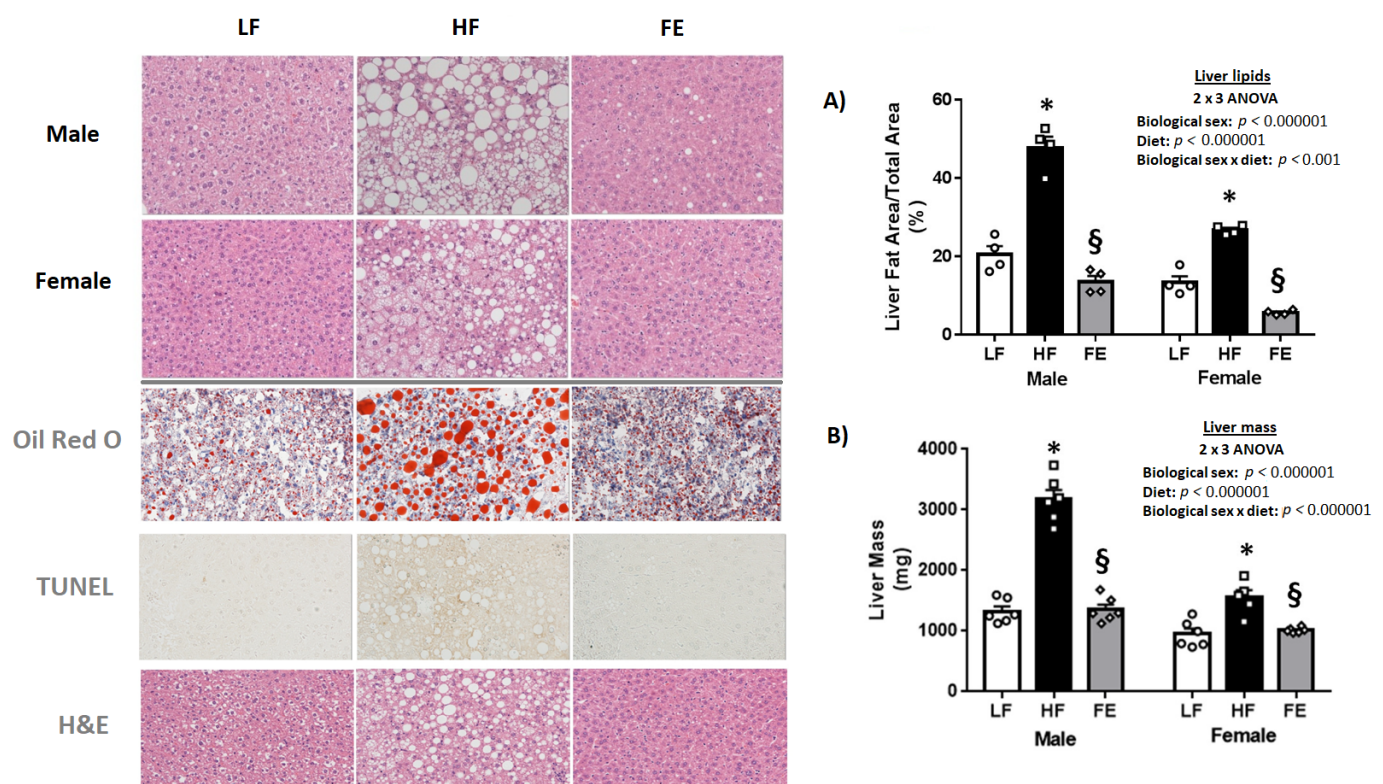 LF HF FE
Male
Female
Oil Red O
TUNEL
H&E
A)
Liver lipids
2 x 3 ANOVA
Biological sex: p < 0.000001
Diet: p < 0.000001
Biological sex x diet: p <0.001
Liver Fat Area/Total Area
(%)
60
40
20
0
*
§
*
§
LF HF FE LF HF FE
Male Female
B)
Liver mass
2 x 3 ANOVA
Biological sex: p < 0.000001
Diet: p < 0.000001
Biological sex x diet: p < 0.000001
Liver Mass
(mg)
4000
3000
2000
1000
0
*
§
*
§
LF HF FE LF HF FE
Male Female